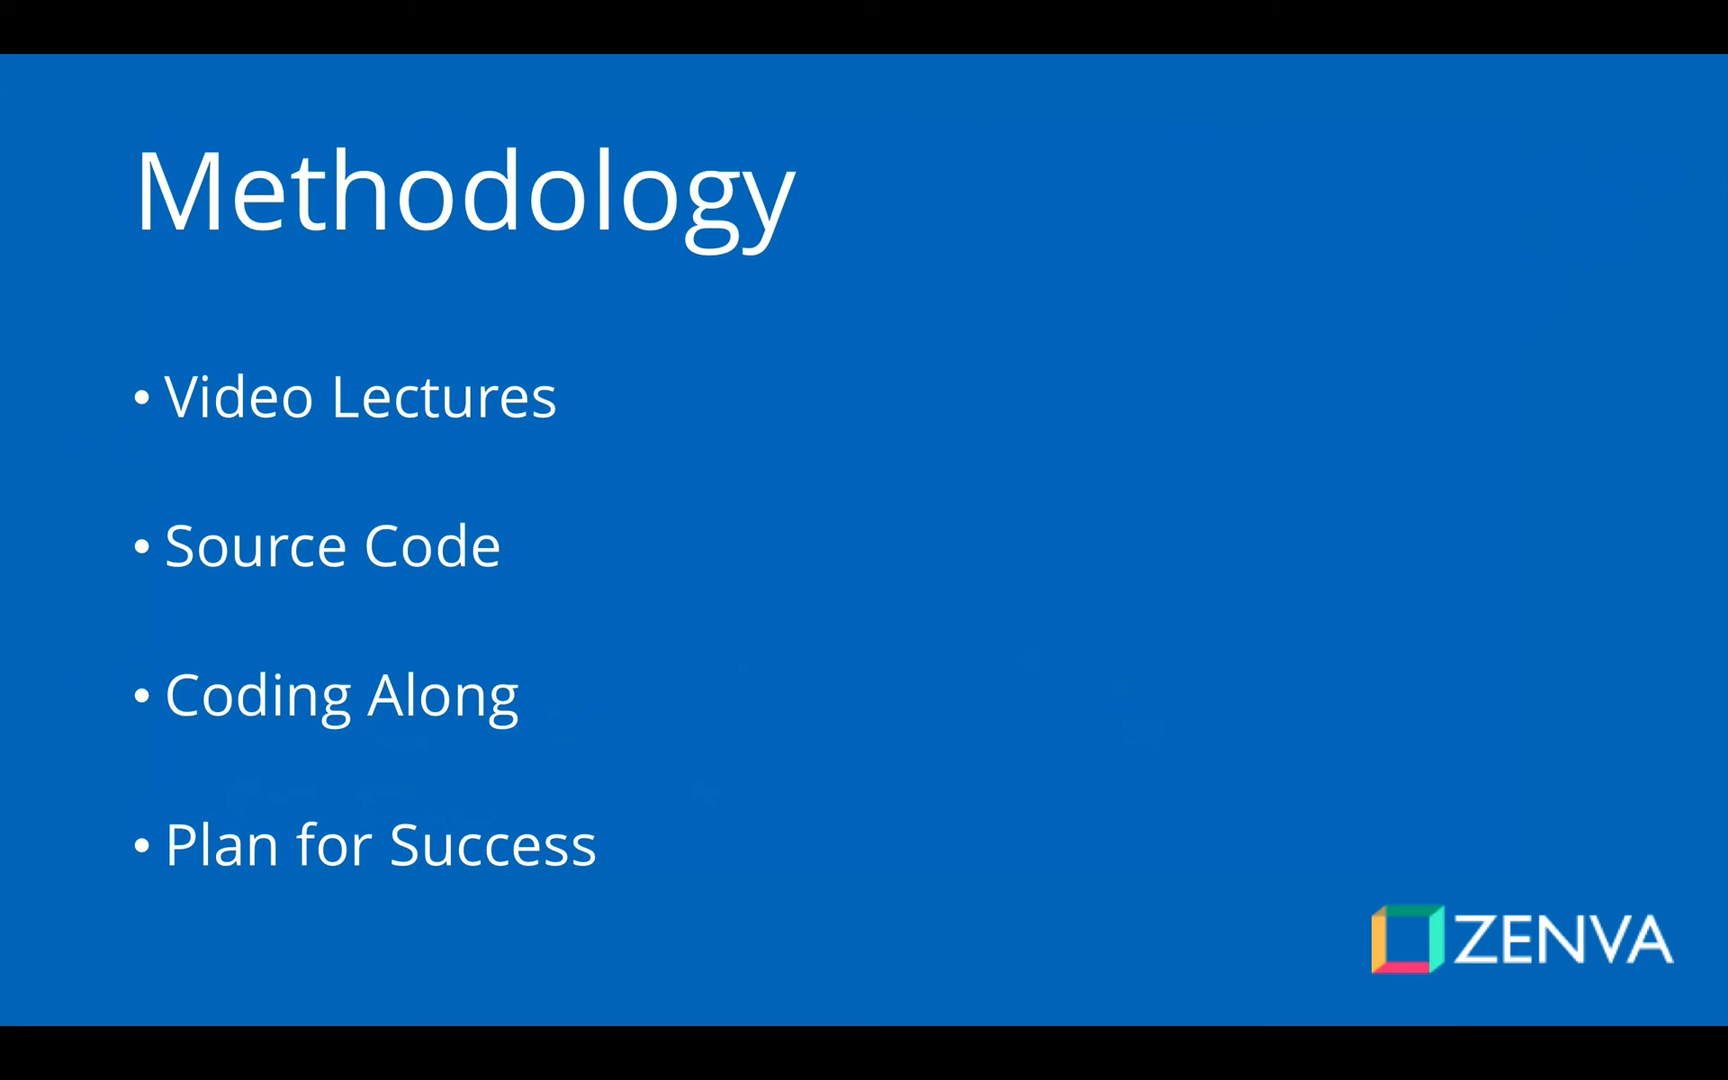 Methodology
• Video Lectures
• Source Code
• Coding Along
• Plan for Success
ZENVA